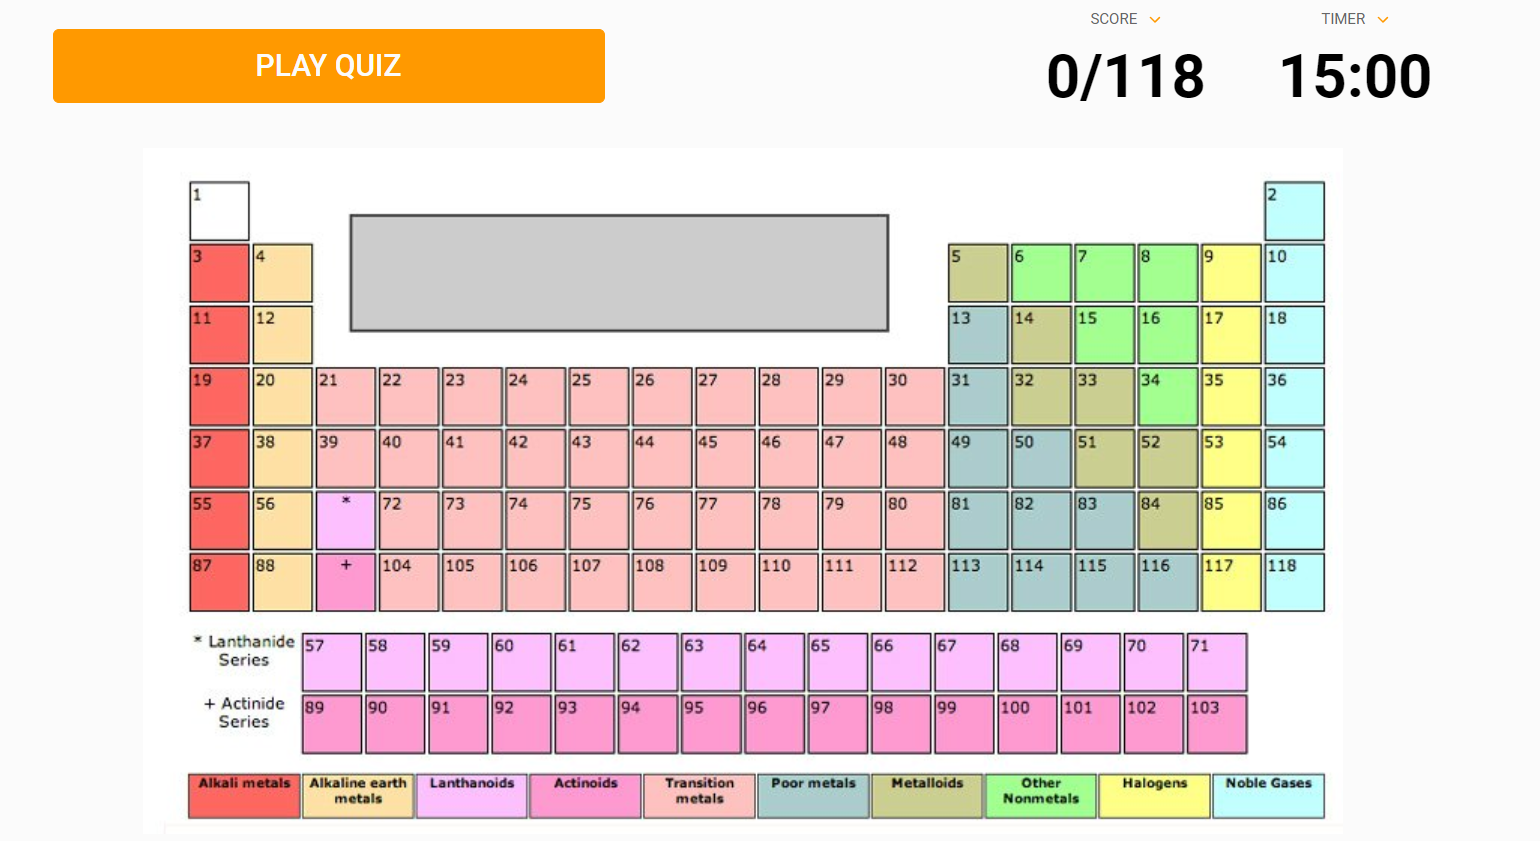 SCORE TIMER
PLAY QUIZ
0/118 15:00
1 2
3 4 5 6 7 8 9 10
11 12 13 14 15 16 17 18
19 20 21 22 23 24 25 26 27 28 29 30 31 32 33 34 35 36
37 38 39 40 41 42 43 44 45 46 47 48 49 50 51 52 53 54
55 56 * 72 73 74 75 76 77 78 79 80 81 82 83 84 85 86
87 88 + 104 105 106 107 108 109 110 111 112 113 114 115 116 117 118
* Lanthanide
Series
57 58 59 60 61 62 63 64 65 66 67 68 69 70 71
+ Actinide
Series
89 90 91 92 93 94 95 96 97 98 99 100 101 102 103
Alkali metals
Alkaline earth
metals
Lanthanoids
Actinoids
Transition
metals
Poor metals
Metalloids
Other
Nonmetals
Halogens
Noble Gases